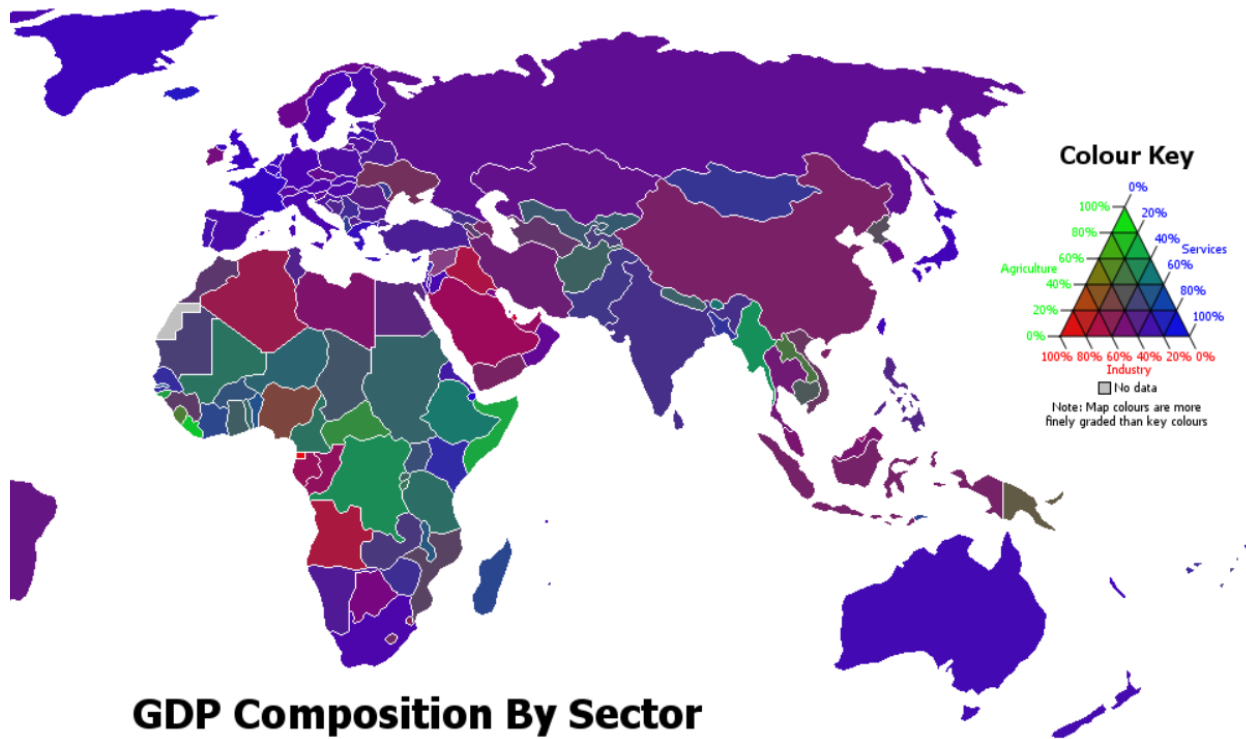 Colour Key
0%
100%
20%
80%
40%
Services
60%
60%
Agriculture
40%
80%
20%
100%
0%
100% 80% 60% 40% 20% 0%
Industry
No data
Note: Map colours are more
finely graded than key colours
GDP Composition By Sector